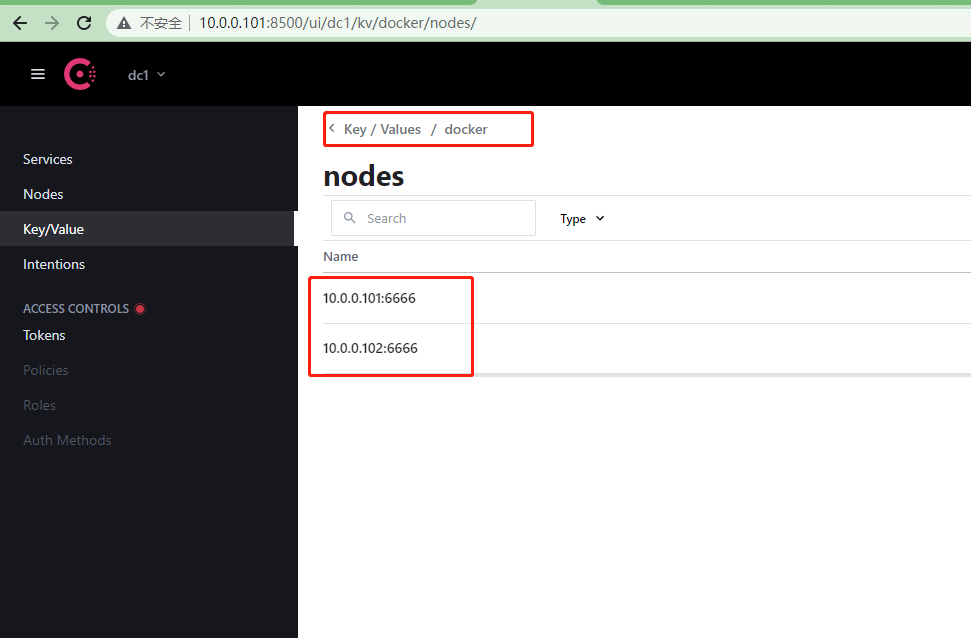 不安全 10.0.0.101:8500/ui/dc1/kv/docker/nodes/
dc1
Services
Nodes
Key/Value
Intentions
ACCESS CONTROLS
Tokens
Policies
Roles
Auth Methods
Key / Values / docker
nodes
Search Type
Name
10.0.0.101:6666
10.0.0.102:6666